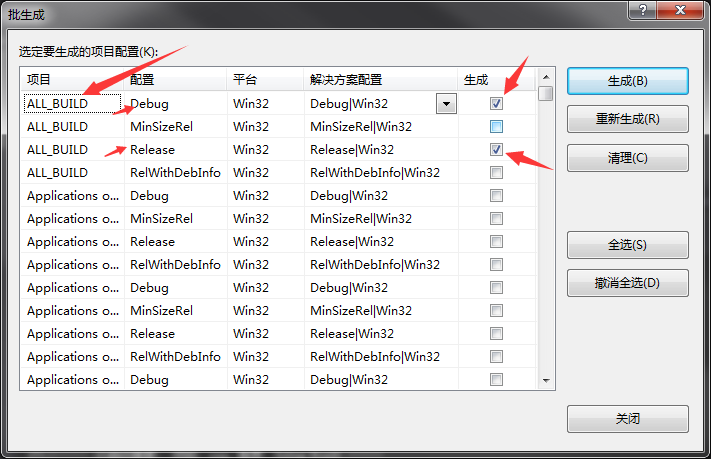 批生成
选定要生成的项目配置(K):
项目 配置 平台 解决方案配置 生成
ALL_BUILD Debug Win32 Debug|Win32
ALL_BUILD MinSizeRel Win32 MinSizeRel|Win32
ALL_BUILD Release Win32 Release|Win32
ALL_BUILD RelWithDebInfo Win32 RelWithDebInfo|Win32
Applications o... Debug Win32 Debug|Win32
Applications o... MinSizeRel Win32 MinSizeRel|Win32
Applications o... Release Win32 Release|Win32
Applications o... RelWithDebInfo Win32 RelWithDebInfo|Win32
Applications o... Debug Win32 Debug|Win32
Applications o... MinSizeRel Win32 MinSizeRel|Win32
Applications o... Release Win32 Release|Win32
Applications o... RelWithDebInfo Win32 RelWithDebInfo|Win32
Applications o... Debug Win32 Debug|Win32
生成(B)
重新生成(R)
清理(C)
全选(S)
撤消全选(D)
关闭